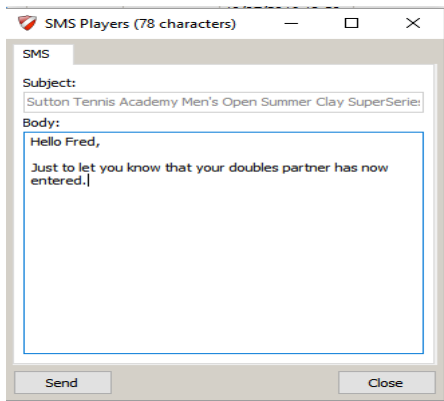 SMS Players (78 characters)
SMS
Subject:
Sutton Tennis Academy Men's Open Summer Clay SuperSerie
Body:
Hello Fred,
Just to let you know that your doubles partner has now
entered.
Send
Close